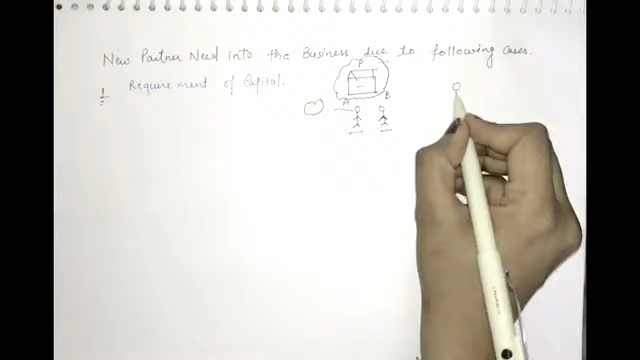 New Partner Need into the Business due to following Cases.
P
1 Requirement of Capital.
A B